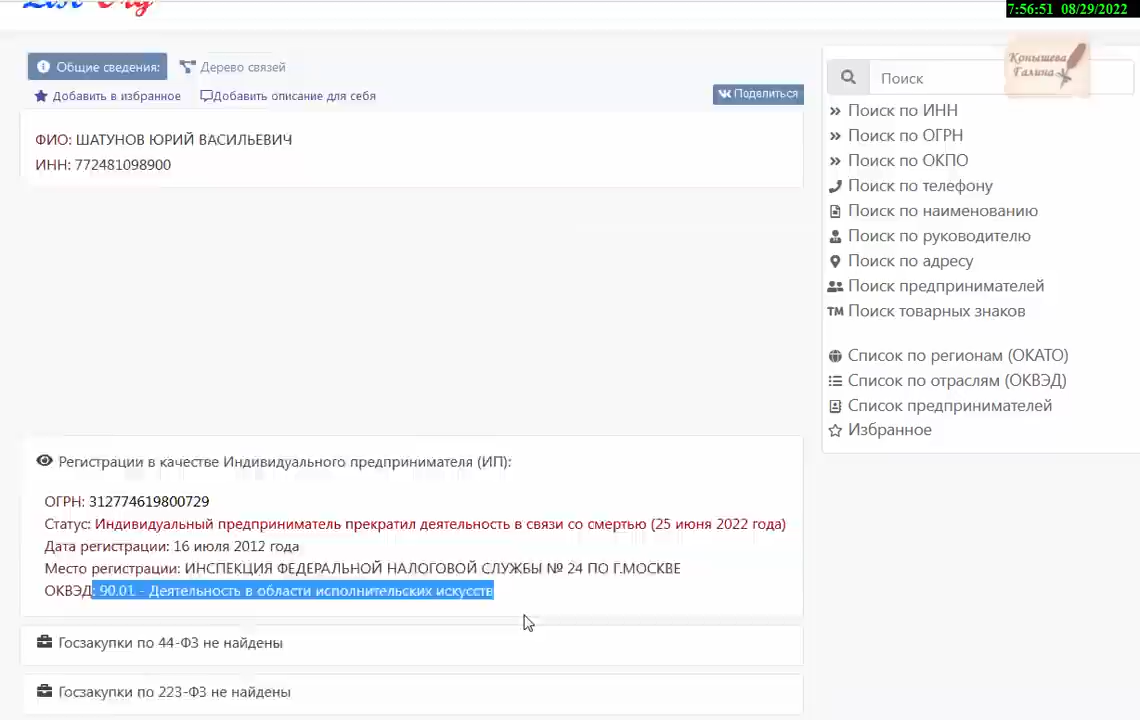 List Org
7:56:51 08/29/2022
Общие сведения:
Дерево связей
Добавить в избранное
Добавить описание для себя
Поделиться
ФИО: ШАТУНОВ ЮРИЙ ВАСИЛЬЕВИЧ
ИНН: 772481098900
Регистрации в качестве Индивидуального предпринимателя (ИП):
ОГРН: 312774619800729
Статус: Индивидуальный предприниматель прекратил деятельность в связи со смертью (25 июня 2022 года)
Дата регистрации: 16 июля 2012 года
Место регистрации: ИНСПЕКЦИЯ ФЕДЕРАЛЬНОЙ НАЛОГОВОЙ СЛУЖБЫ № 24 ПО Г.МОСКВЕ
ОКВЭД: 90.01 - Деятельность в области исполнительских искусств
Госзакупки по 44-ФЗ не найдены
Госзакупки по 223-ФЗ не найдены
Поиск
Конышева
Галина
Поиск по ИНН
Поиск по ОГРН
Поиск по ОКПО
Поиск по телефону
Поиск по наименованию
Поиск по руководителю
Поиск по адресу
Поиск предпринимателей
TM Поиск товарных знаков
Список по регионам (ОКАТО)
Список по отраслям (ОКВЭД)
Список предпринимателей
Избранное